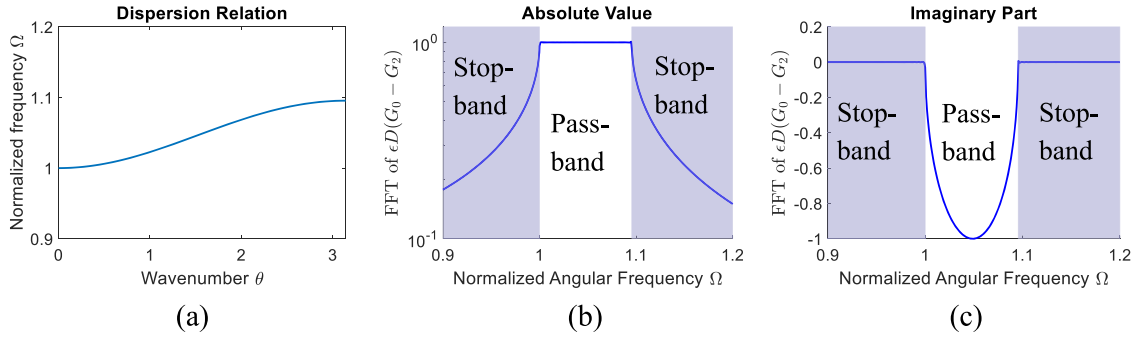 Dispersion Relation
Normalized frequency Ω
1.2
1.1
1
0.9
0
1
2
3
Wavenumber θ
(a)
Absolute Value
FFT of ϵD(G₀ − G₂)
10⁰
10⁻¹
Stop-
band
Pass-
band
Stop-
band
0.9
1
1.1
1.2
Normalized Angular Frequency Ω
(b)
Imaginary Part
FFT of ϵD(G₀ − G₂)
0.2
0
-0.2
-0.4
-0.6
-0.8
-1
Stop-
band
Pass-
band
Stop-
band
0.9
1
1.1
1.2
Normalized Angular Frequency Ω
(c)